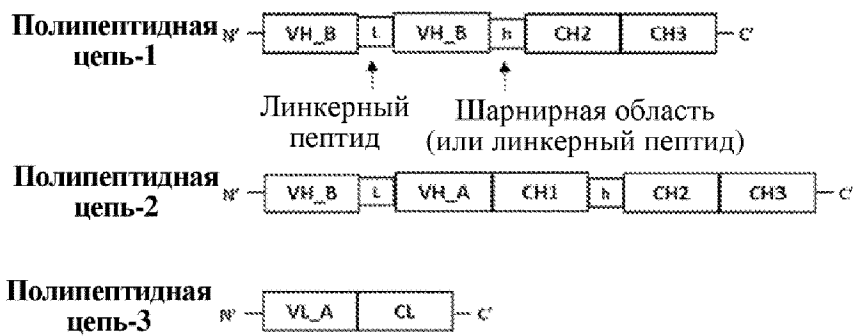 Полипептидная цепь-1
N' VH_B L VH_B h CH2 CH3 C'
Линкерный пептид
Шарнирная область (или линкерный пептид)
Полипептидная цепь-2
N' VH_B L VH_A CH1 h CH2 CH3 C'
Полипептидная цепь-3
N' VL_A CL C'